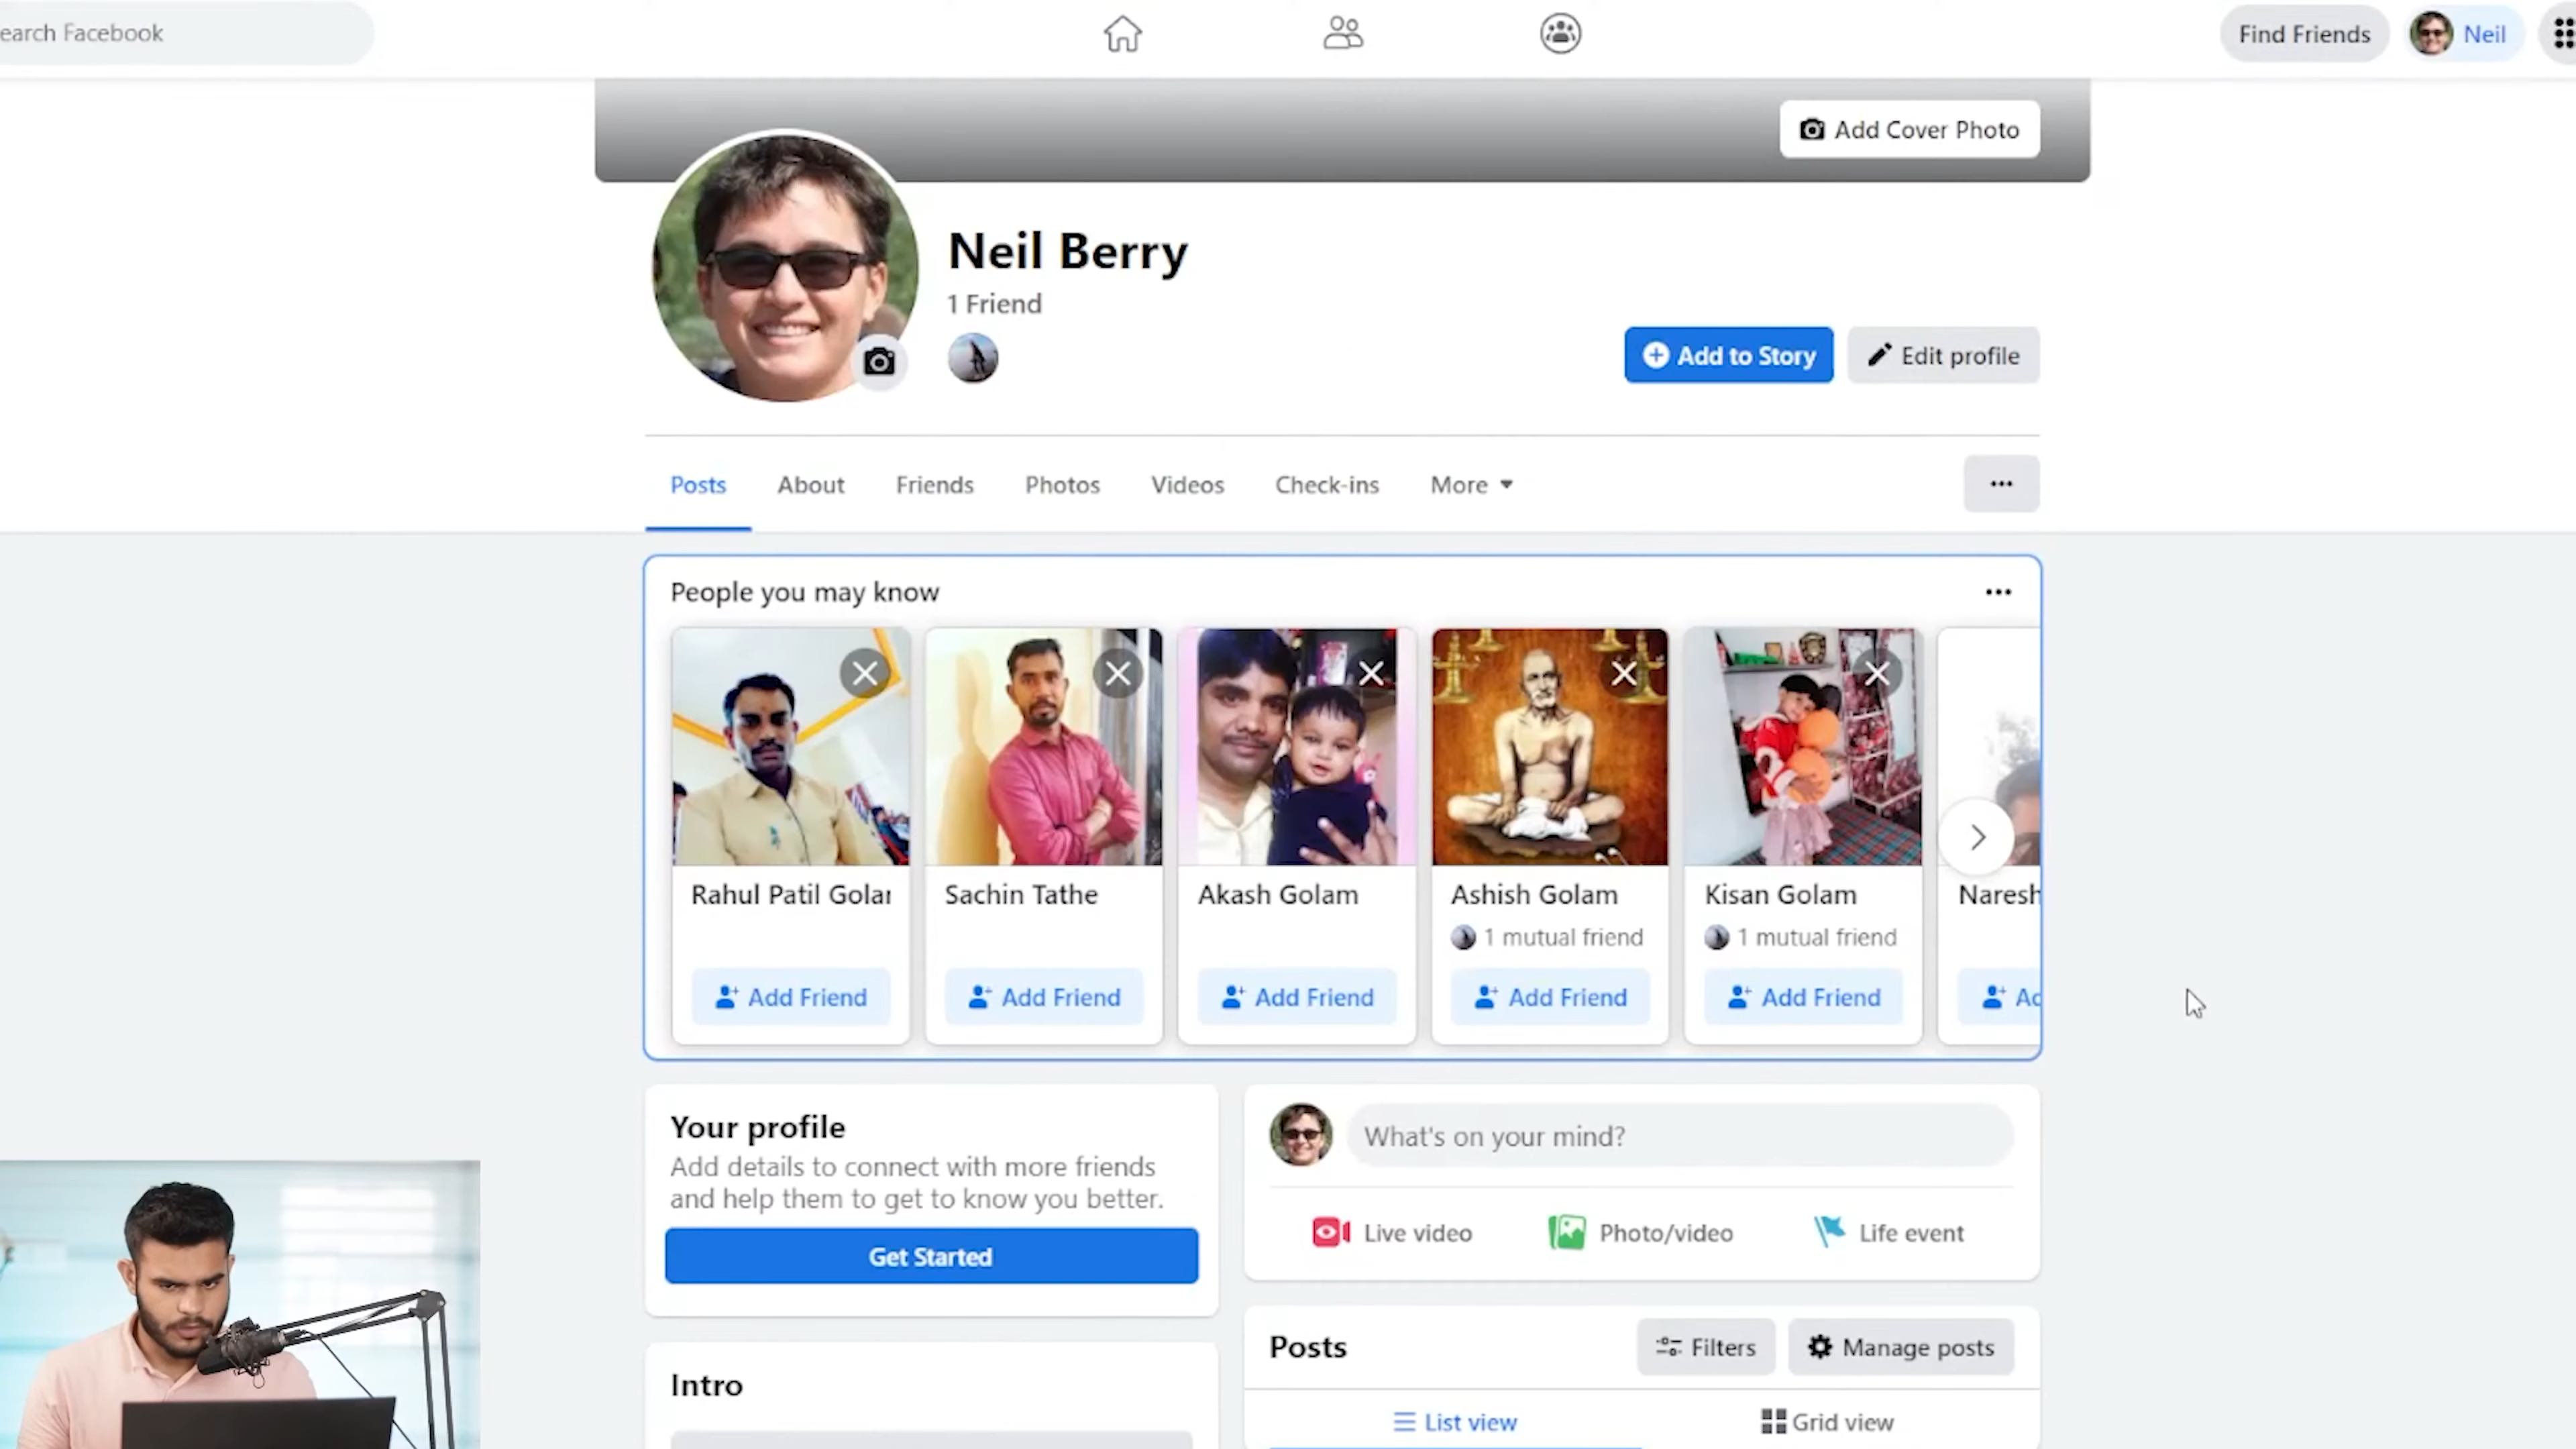 earch Facebook
Find Friends
Neil
Add Cover Photo
Neil Berry
1 Friend
Add to Story
Edit profile
Posts
About
Friends
Photos
Videos
Check-ins
More
People you may know
Rahul Patil Golar
Sachin Tathe
Akash Golam
Ashish Golam
Kisan Golam
Naresh
1 mutual friend
1 mutual friend
Add Friend
Add Friend
Add Friend
Add Friend
Add Friend
Ad
Your profile
Add details to connect with more friends
and help them to get to know you better.
Get Started
Intro
What's on your mind?
Live video
Photo/video
Life event
Posts
Filters
Manage posts
List view
Grid view